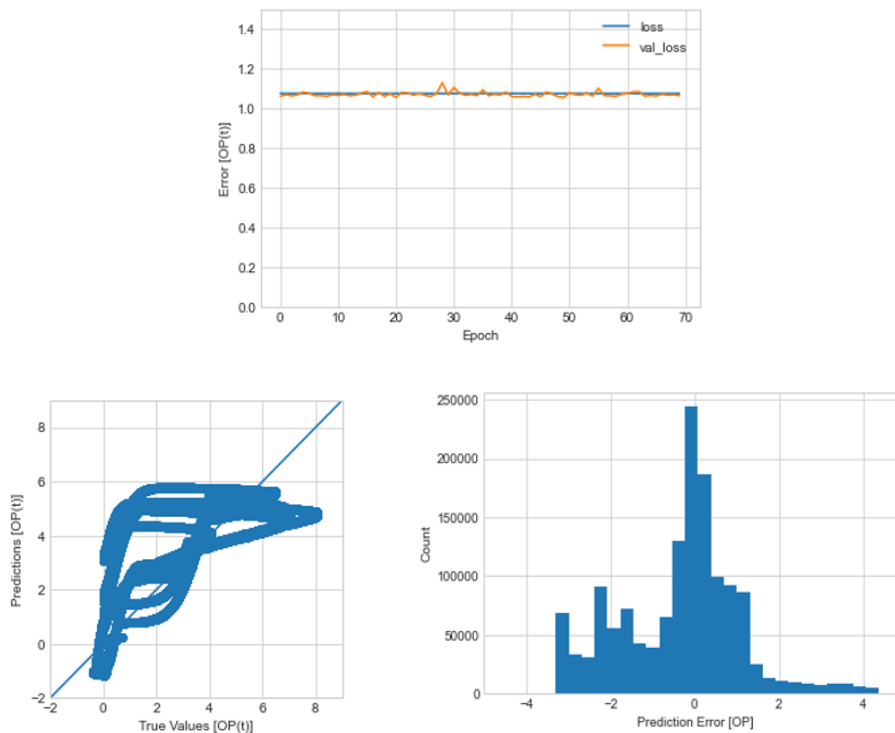 1.4
1.2
1.0
0.8
0.6
0.4
0.2
0.0
Error [OP(t)]
loss
val_loss
0 10 20 30 40 50 60 70
Epoch
8
6
4
2
0
−2
Predictions [OP(t)]
−2 0 2 4 6 8
True Values [OP(t)]
250000
200000
150000
100000
50000
0
Count
−4 −2 0 2 4
Prediction Error [OP]